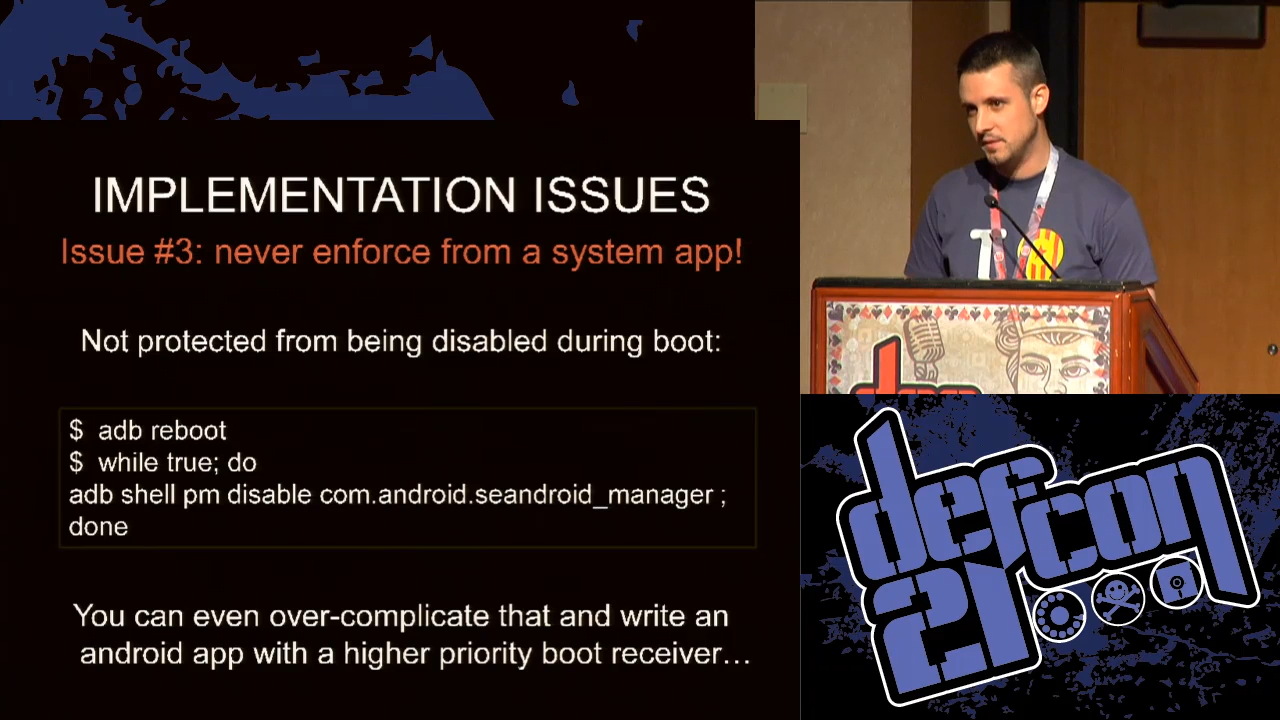 IMPLEMENTATION ISSUES
Issue #3: never enforce from a system app!
Not protected from being disabled during boot:
$ adb reboot
$ while true; do
adb shell pm disable com.android.seandroid_manager ;
done
You can even over-complicate that and write an
android app with a higher priority boot receiver…
defcon
21